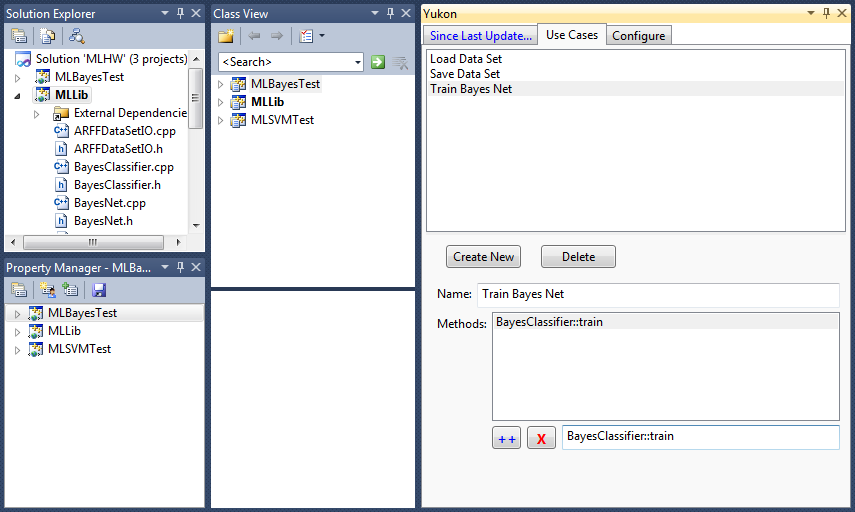 Solution Explorer
Solution 'MLHW' (3 projects)
MLBayesTest
MLLib
External Dependencie
ARFFDataSetIO.cpp
ARFFDataSetIO.h
BayesClassifier.cpp
BayesClassifier.h
BayesNet.cpp
BayesNet.h
Property Manager - MLBa...
MLBayesTest
MLLib
MLSVMTest
Class View
<Search>
MLBayesTest
MLLib
MLSVMTest
Yukon
Since Last Update... Use Cases Configure
Load Data Set
Save Data Set
Train Bayes Net
Create New Delete
Name: Train Bayes Net
Methods: BayesClassifier::train
++ X BayesClassifier::train